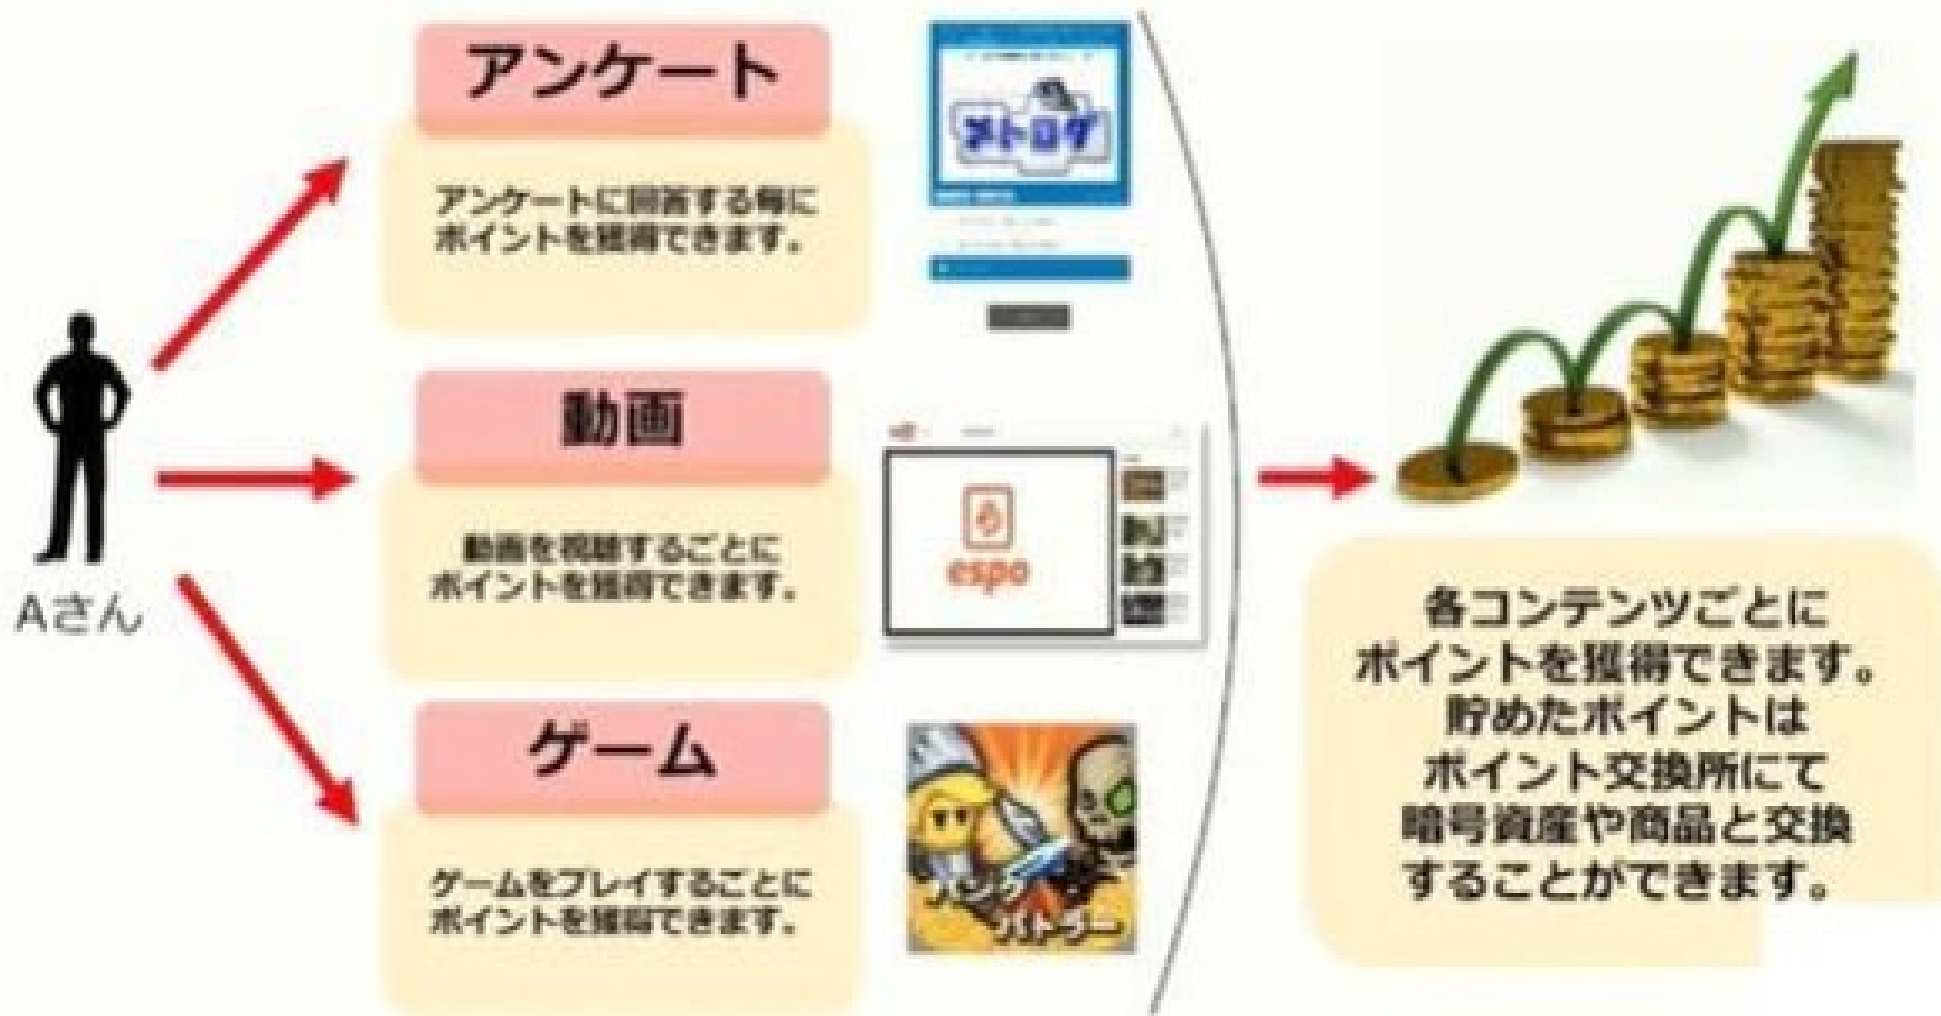 アンケート
アンケートに回答する毎に
ポイントを獲得できます。
動画
動画を視聴するごとに
ポイントを獲得できます。
espo
ゲーム
ゲームをプレイするごとに
ポイントを獲得できます。
Aさん
各コンテンツごとに
ポイントを獲得できます。
貯めたポイントは
ポイント交換所にて
暗号資産や商品と交換
することができます。